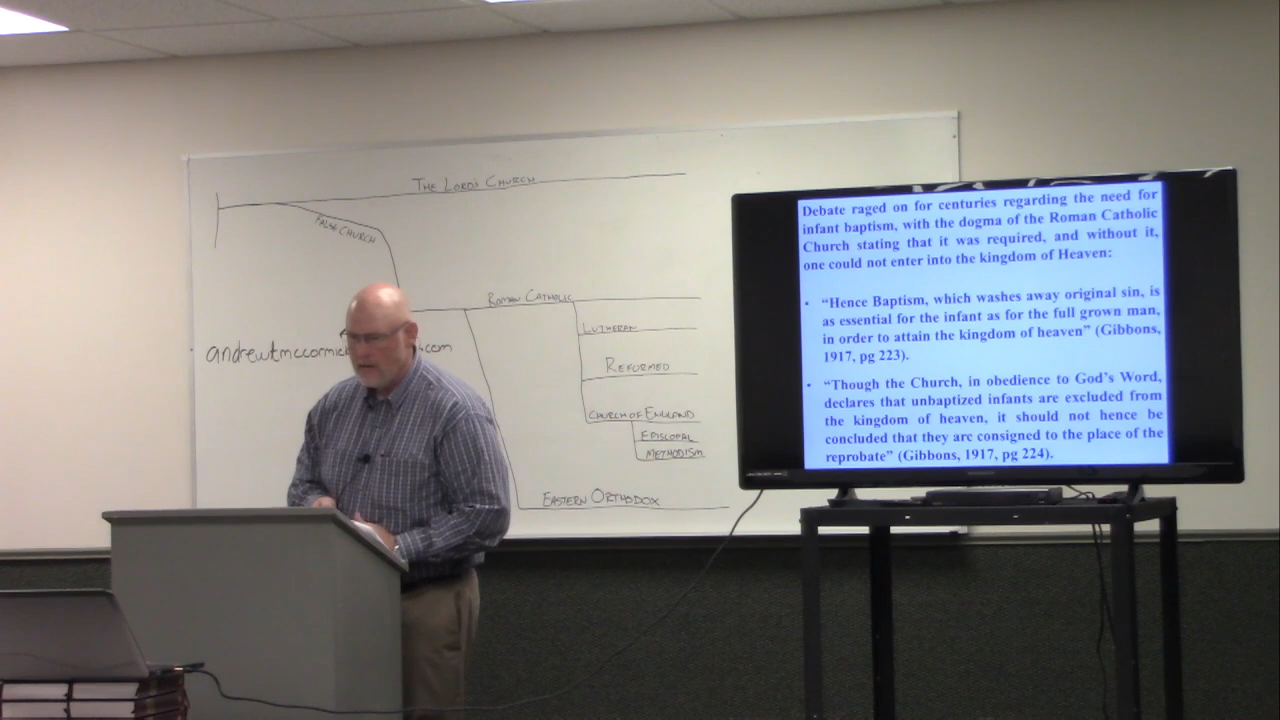 THE LORD'S CHURCH
FALSE CHURCH
ROMAN CATHOLIC
LUTHERAN
REFORMED
CHURCH OF ENGLAND
EPISCOPAL
METHODISM
EASTERN ORTHODOX
andrewtmccormick
com
Debate raged on for centuries regarding the need for
infant baptism, with the dogma of the Roman Catholic
Church stating that it was required, and without it,
one could not enter into the kingdom of Heaven:
• “Hence Baptism, which washes away original sin, is
as essential for the infant as for the full grown man,
in order to attain the kingdom of heaven” (Gibbons,
1917, pg 223).
• “Though the Church, in obedience to God’s Word,
declares that unbaptized infants are excluded from
the kingdom of heaven, it should not hence be
concluded that they are consigned to the place of the
reprobate” (Gibbons, 1917, pg 224).